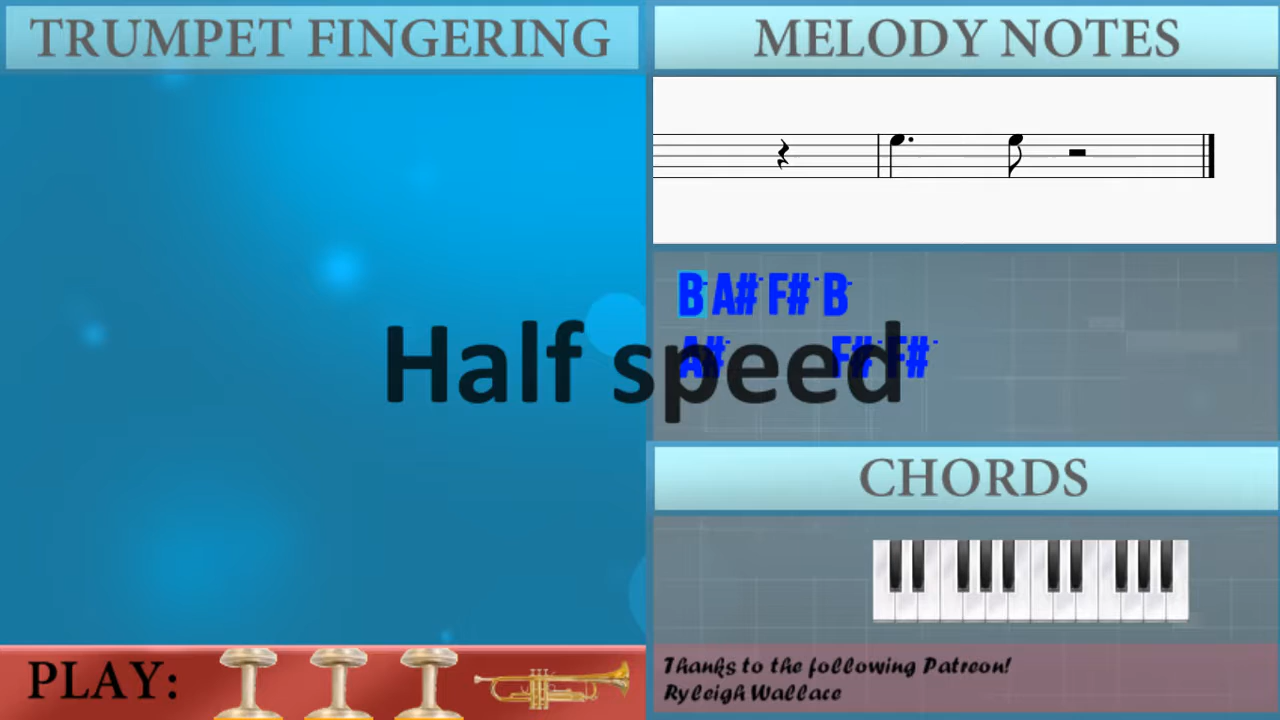 TRUMPET FINGERING
MELODY NOTES
B- A#- F#- B-
A#- F#- F#-
Half speed
CHORDS
PLAY:
Thanks to the following Patreon!
Ryleigh Wallace